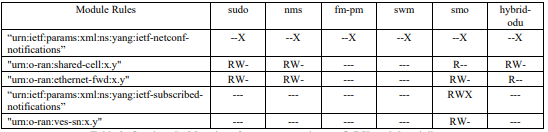 Module Rules sudo nms fm-pm swm smo hybrid-
odu
“urn:ietf:params:xml:ns:yang:ietf-netconf-
notifications” --X --X --X --X --X --X
"urn:o-ran:shared-cell:x.y" RW- RW- --- --- R-- RW-
"urn:o-ran:ethernet-fwd:x.y" RW- RW- --- --- RW- R--
“urn:ietf:params:xml:ns:yang:ietf-subscribed-
notifications” --- --- --- --- RWX ---
"urn:o-ran:ves-sn:x.y" --- --- --- --- RW- ---